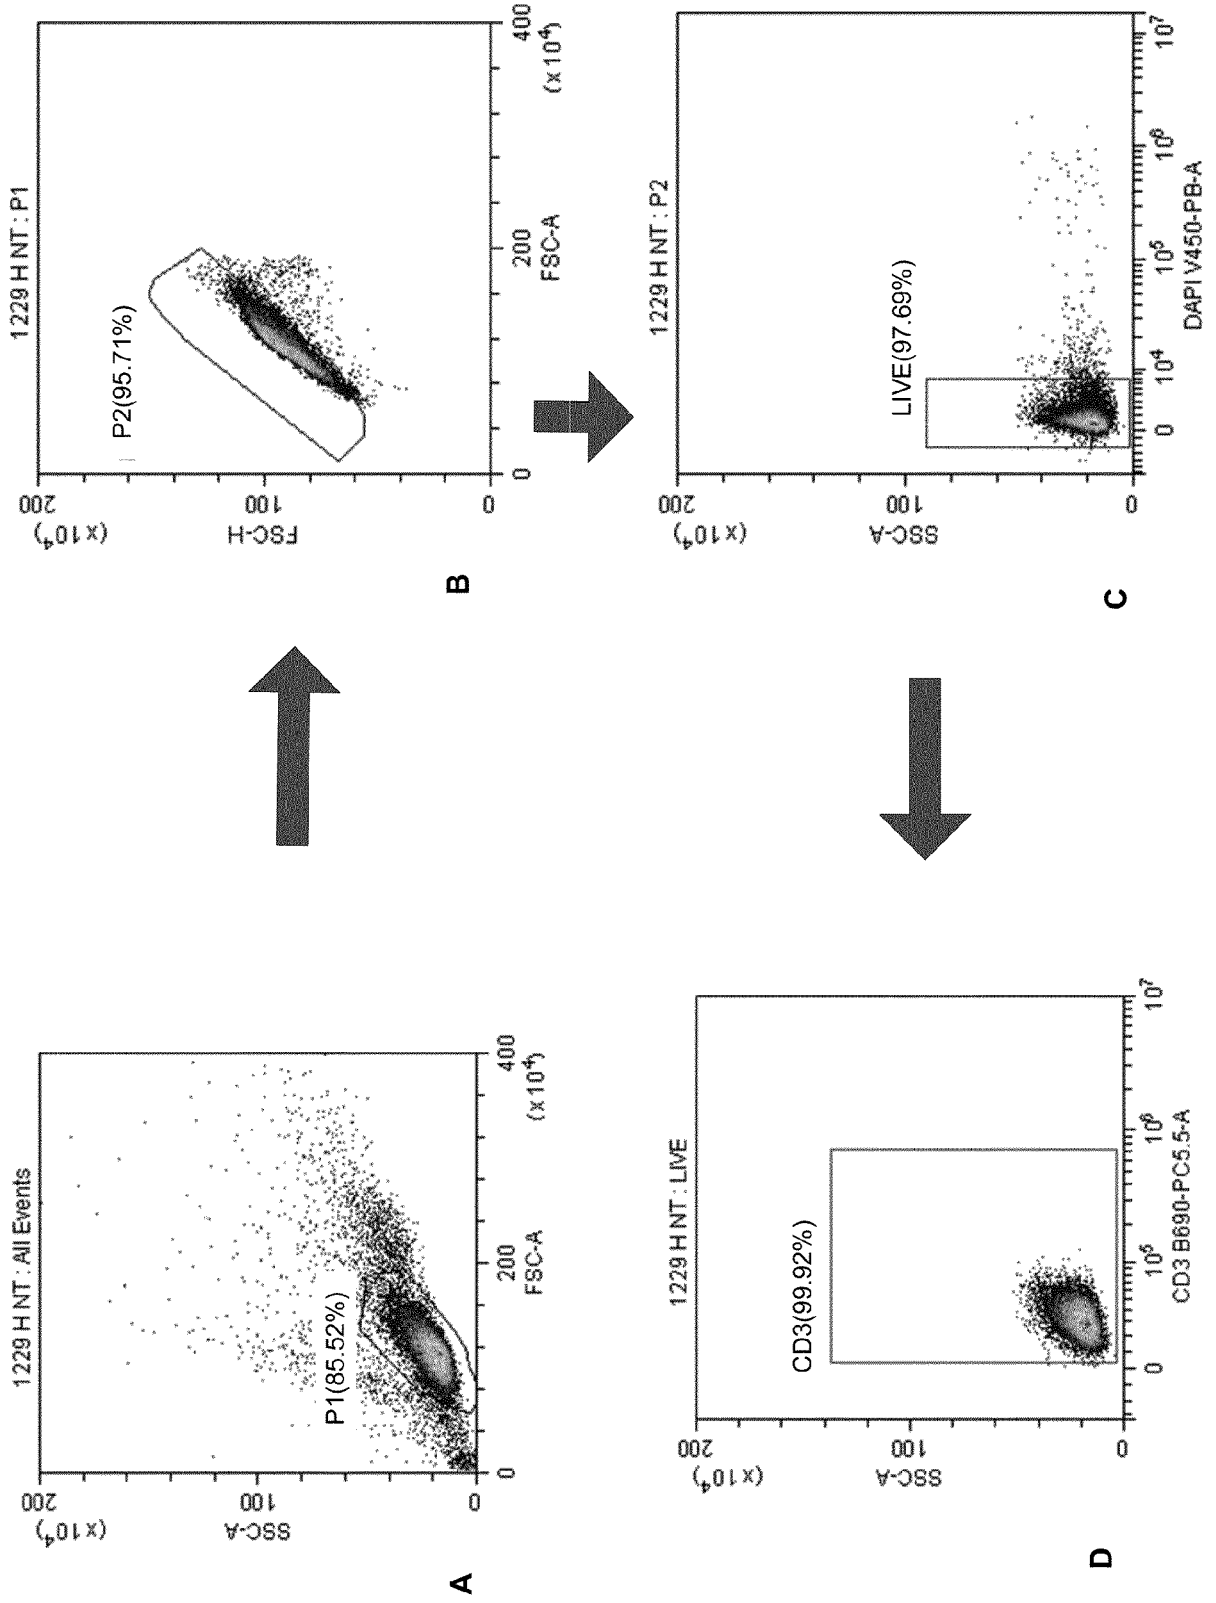 1229 H NT : All Events
P1(85.52%)
200
100
0
(x10⁴)
SSC-A
0
200
400
FSC-A
(x10⁴)
A
1229 H NT : P1
P2(95.71%)
200
100
0
(x10⁴)
FSC-H
0
200
400
FSC-A
(x10⁴)
B
1229 H NT : P2
LIVE(97.69%)
200
100
0
(x10⁴)
SSC-A
0
10⁴
10⁵
10⁶
10⁷
DAPI V450-PB-A
C
1229 H NT : LIVE
CD3(99.92%)
200
100
0
(x10⁴)
SSC-A
0
10⁵
10⁶
10⁷
CD3 B690-PC5.5-A
D